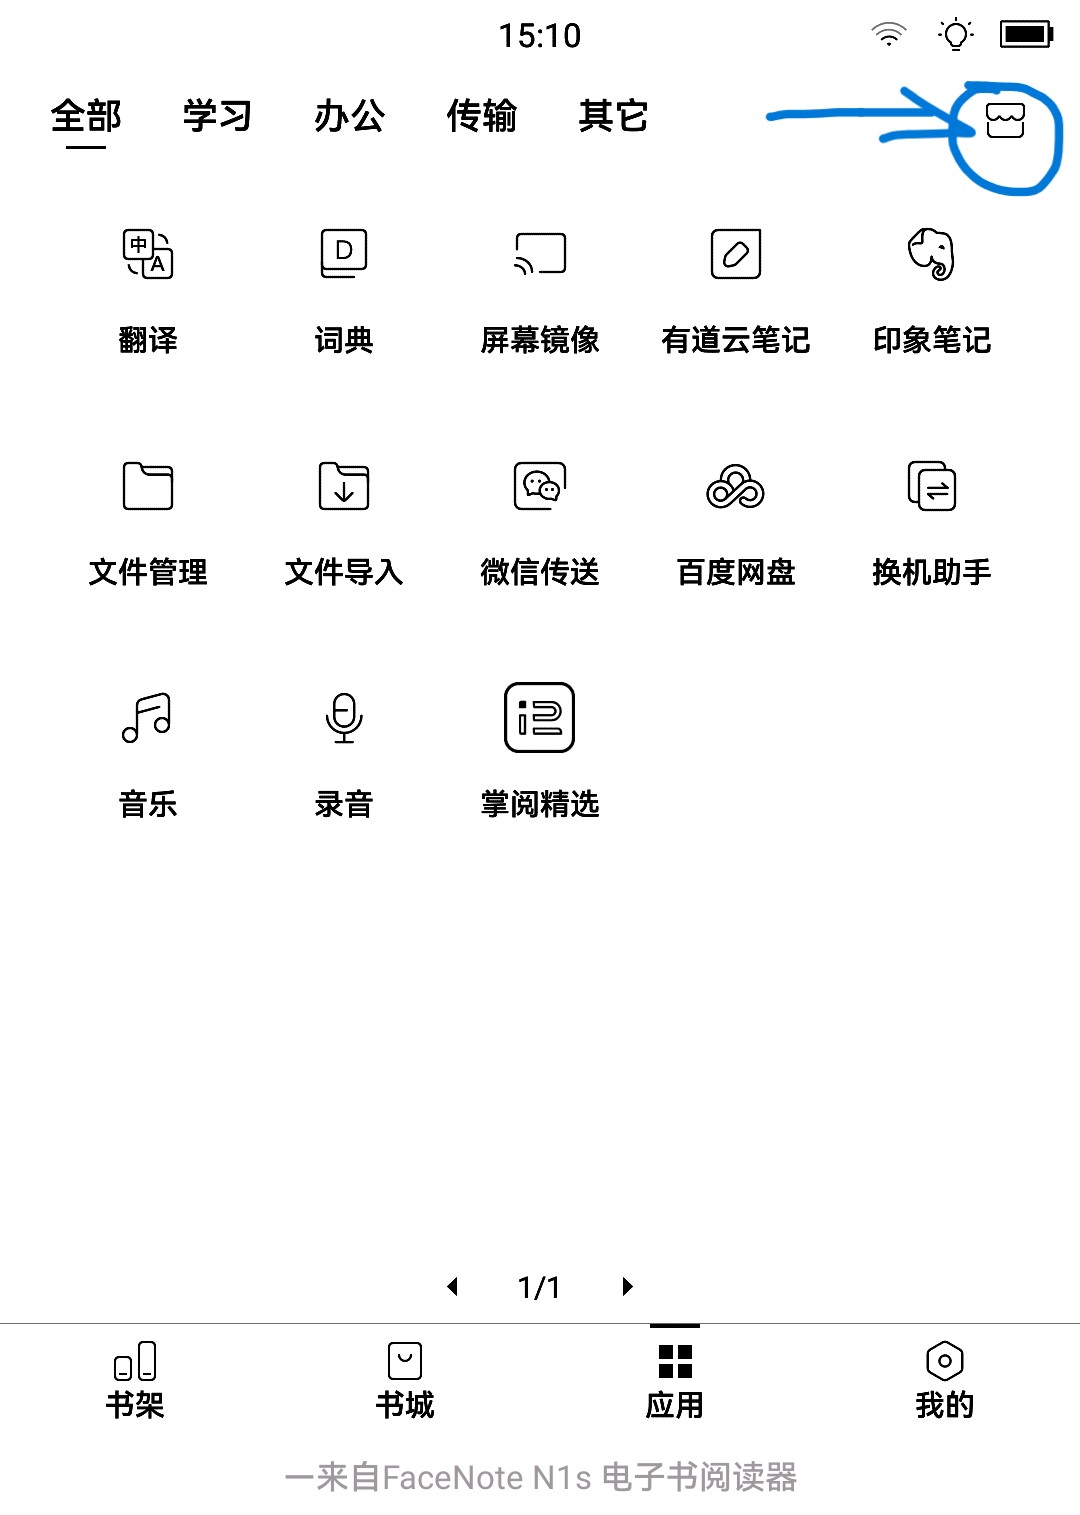 15:10
全部 学习 办公 传输 其它
中 A D
翻译 词典 屏幕镜像 有道云笔记 印象笔记
文件管理 文件导入 微信传送 百度网盘 换机助手
音乐 录音 掌阅精选
1/1
书架 书城 应用 我的
一来自FaceNote N1s 电子书阅读器